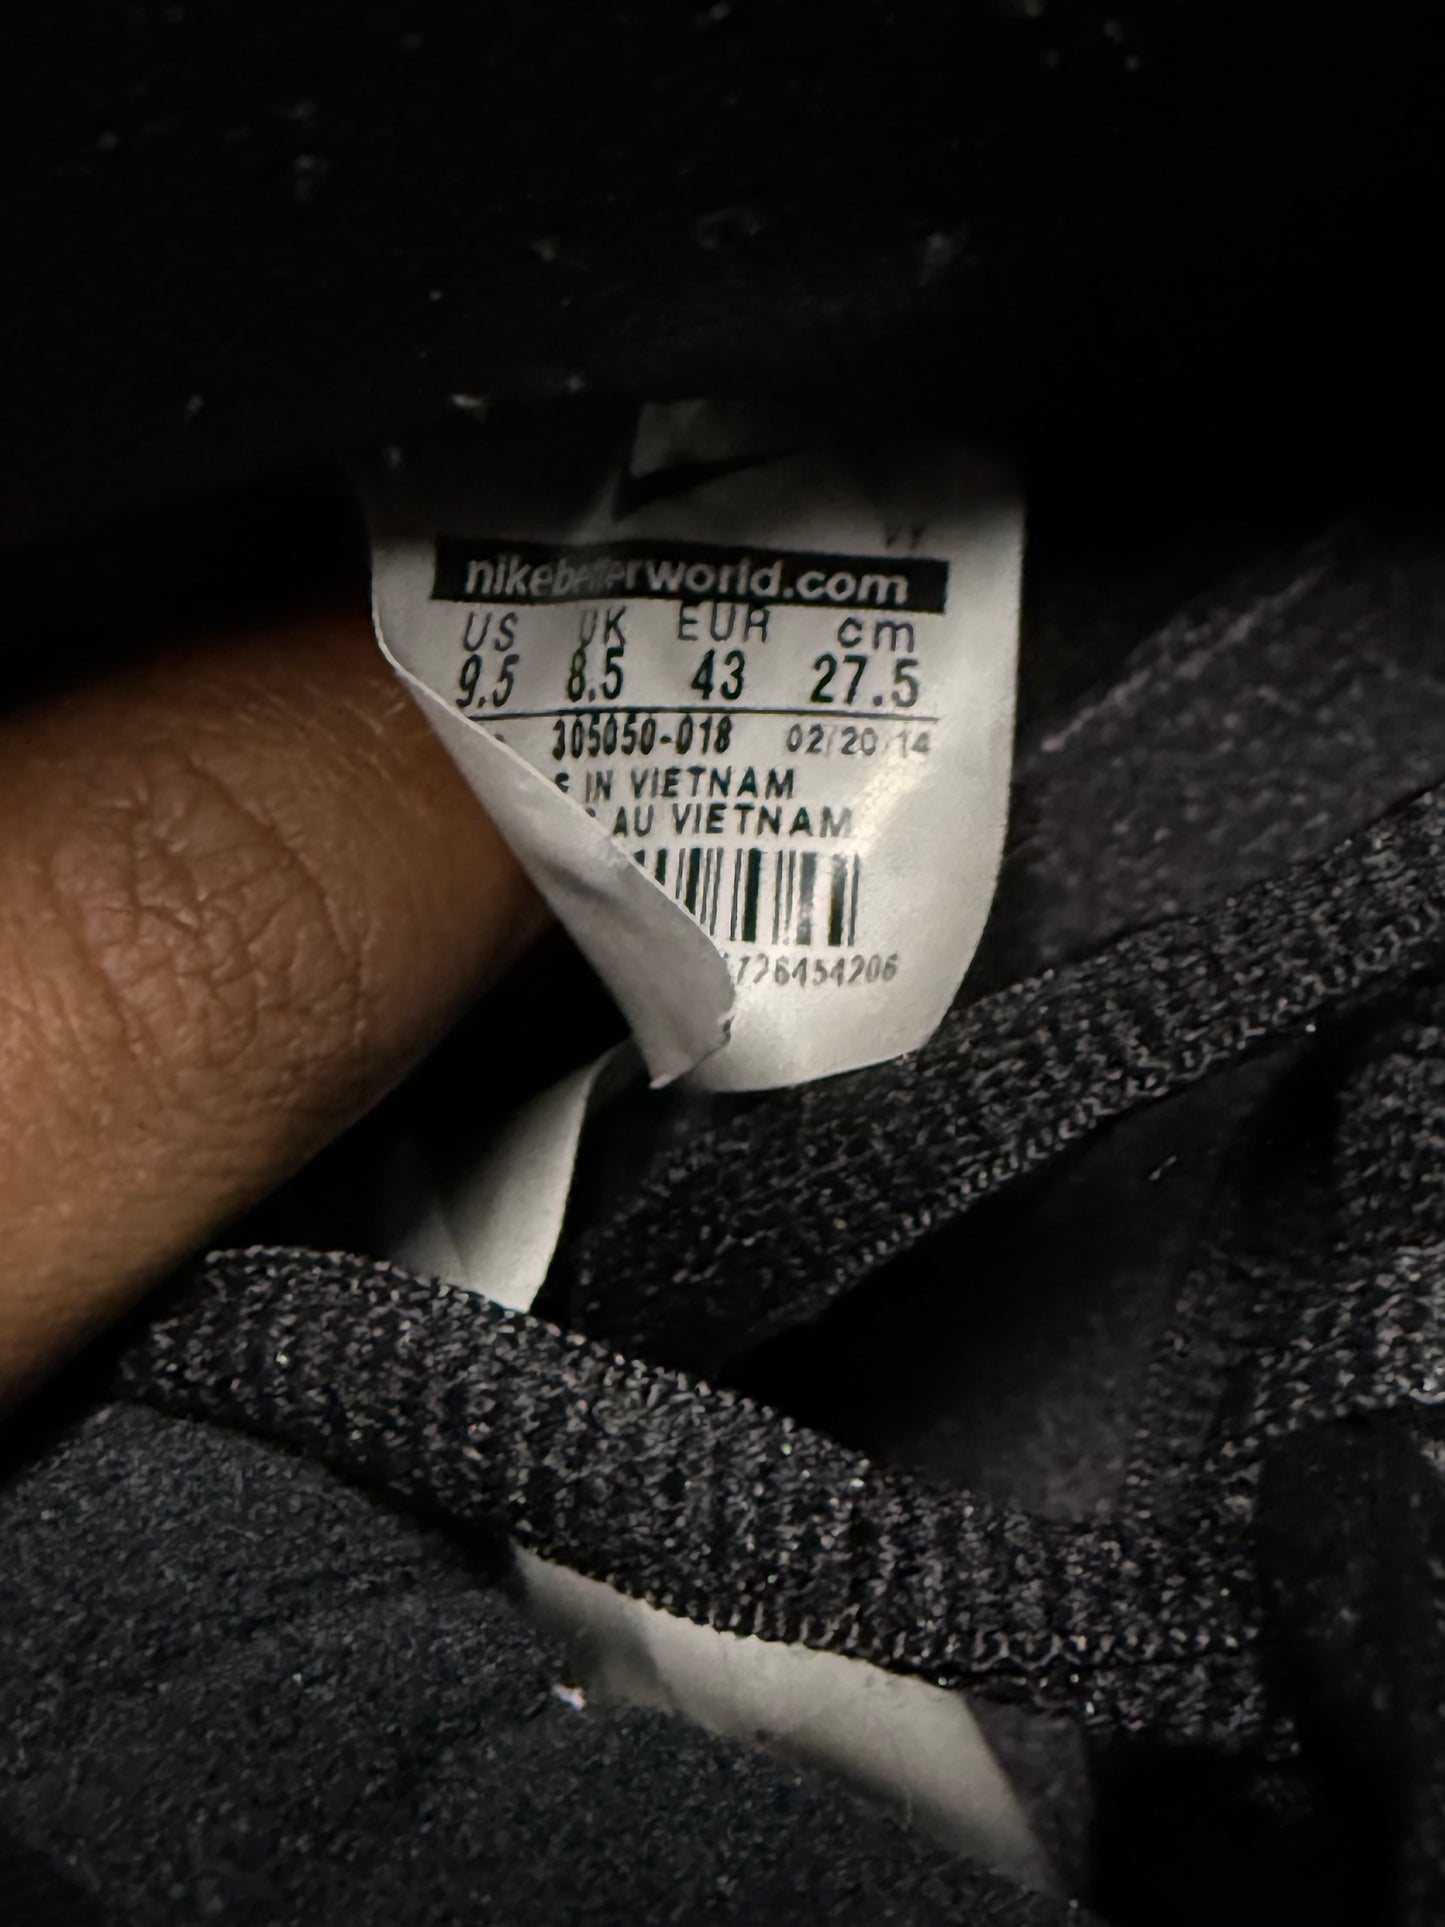 nikebetterworld.com
US UK EUR cm
9.5 8.5 43 27.5
305050-018 02/20/14
IN VIETNAM
AU VIETNAM
726454206